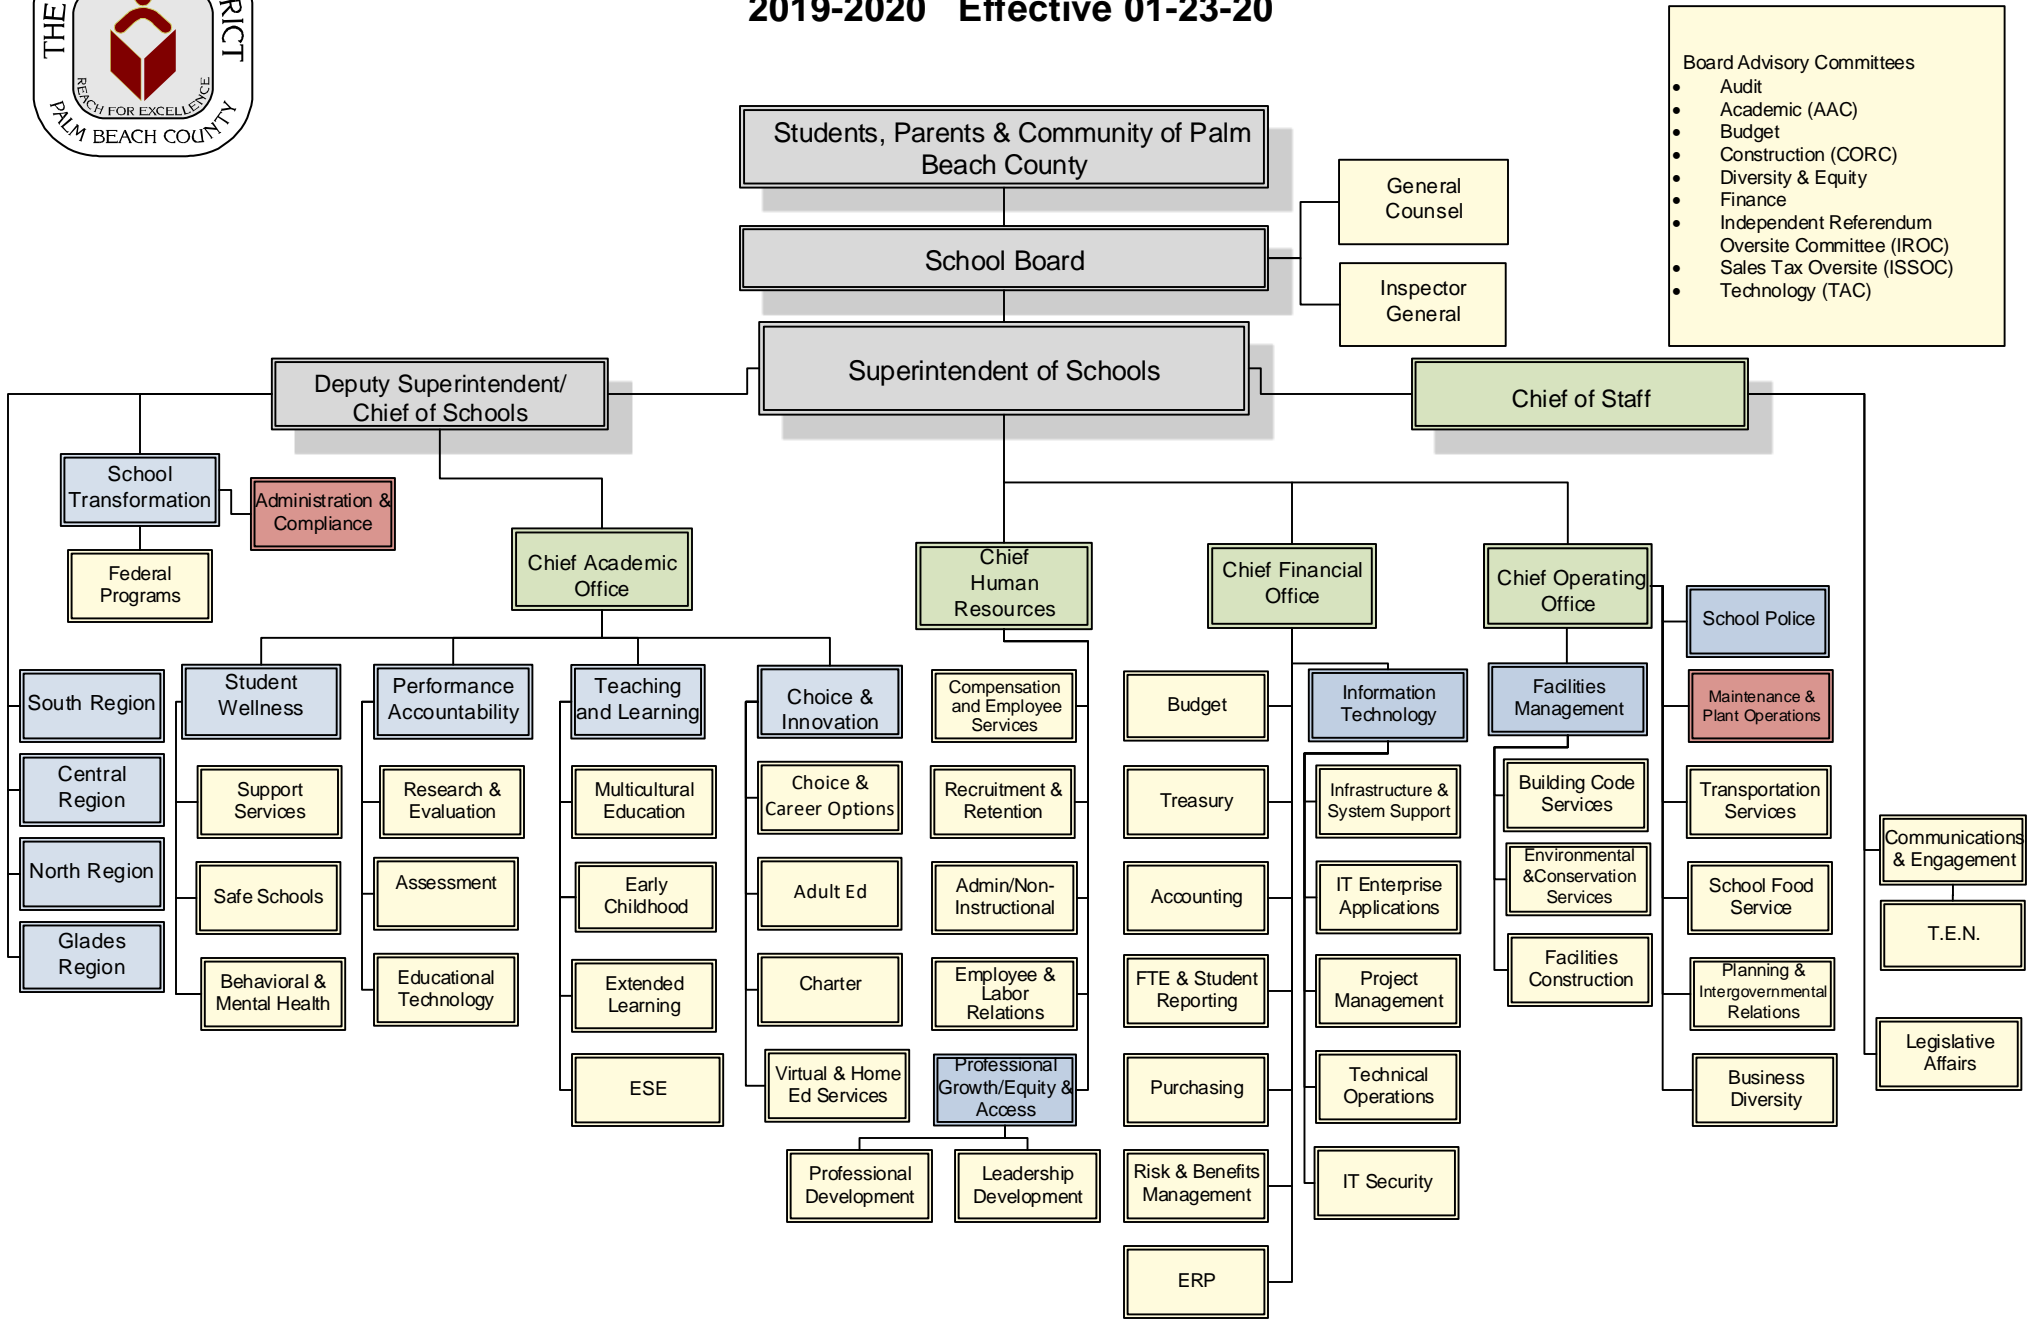 2019-2020 Effective 01-23-20
THE
RICT
REACH FOR EXCELLENCE
PALM BEACH COUNTY
Board Advisory Committees
• Audit
• Academic (AAC)
• Budget
• Construction (CORC)
• Diversity & Equity
• Finance
• Independent Referendum
Oversite Committee (IROC)
• Sales Tax Oversite (ISSOC)
• Technology (TAC)
Students, Parents & Community of Palm
Beach County
General
Counsel
School Board
Inspector
General
Superintendent of Schools
Deputy Superintendent/
Chief of Schools
Chief of Staff
School
Transformation
Administration &
Compliance
Federal
Programs
Chief Academic
Office
Chief
Human
Resources
Chief Financial
Office
Chief Operating
Office
School Police
South Region
Central
Region
North Region
Glades
Region
Student
Wellness
Support
Services
Safe Schools
Behavioral &
Mental Health
Performance
Accountability
Research &
Evaluation
Assessment
Educational
Technology
Teaching
and Learning
Multicultural
Education
Early
Childhood
Extended
Learning
ESE
Choice &
Innovation
Choice &
Career Options
Adult Ed
Charter
Virtual & Home
Ed Services
Compensation
and Employee
Services
Recruitment &
Retention
Admin/Non-
Instructional
Employee &
Labor
Relations
Professional
Growth/Equity &
Access
Professional
Development
Leadership
Development
Budget
Treasury
Accounting
FTE & Student
Reporting
Purchasing
Risk & Benefits
Management
ERP
Information
Technology
Infrastructure &
System Support
IT Enterprise
Applications
Project
Management
Technical
Operations
IT Security
Facilities
Management
Building Code
Services
Environmental
&Conservation
Services
Facilities
Construction
Maintenance &
Plant Operations
Transportation
Services
School Food
Service
Planning &
Intergovernmental
Relations
Business
Diversity
Communications
& Engagement
T.E.N.
Legislative
Affairs